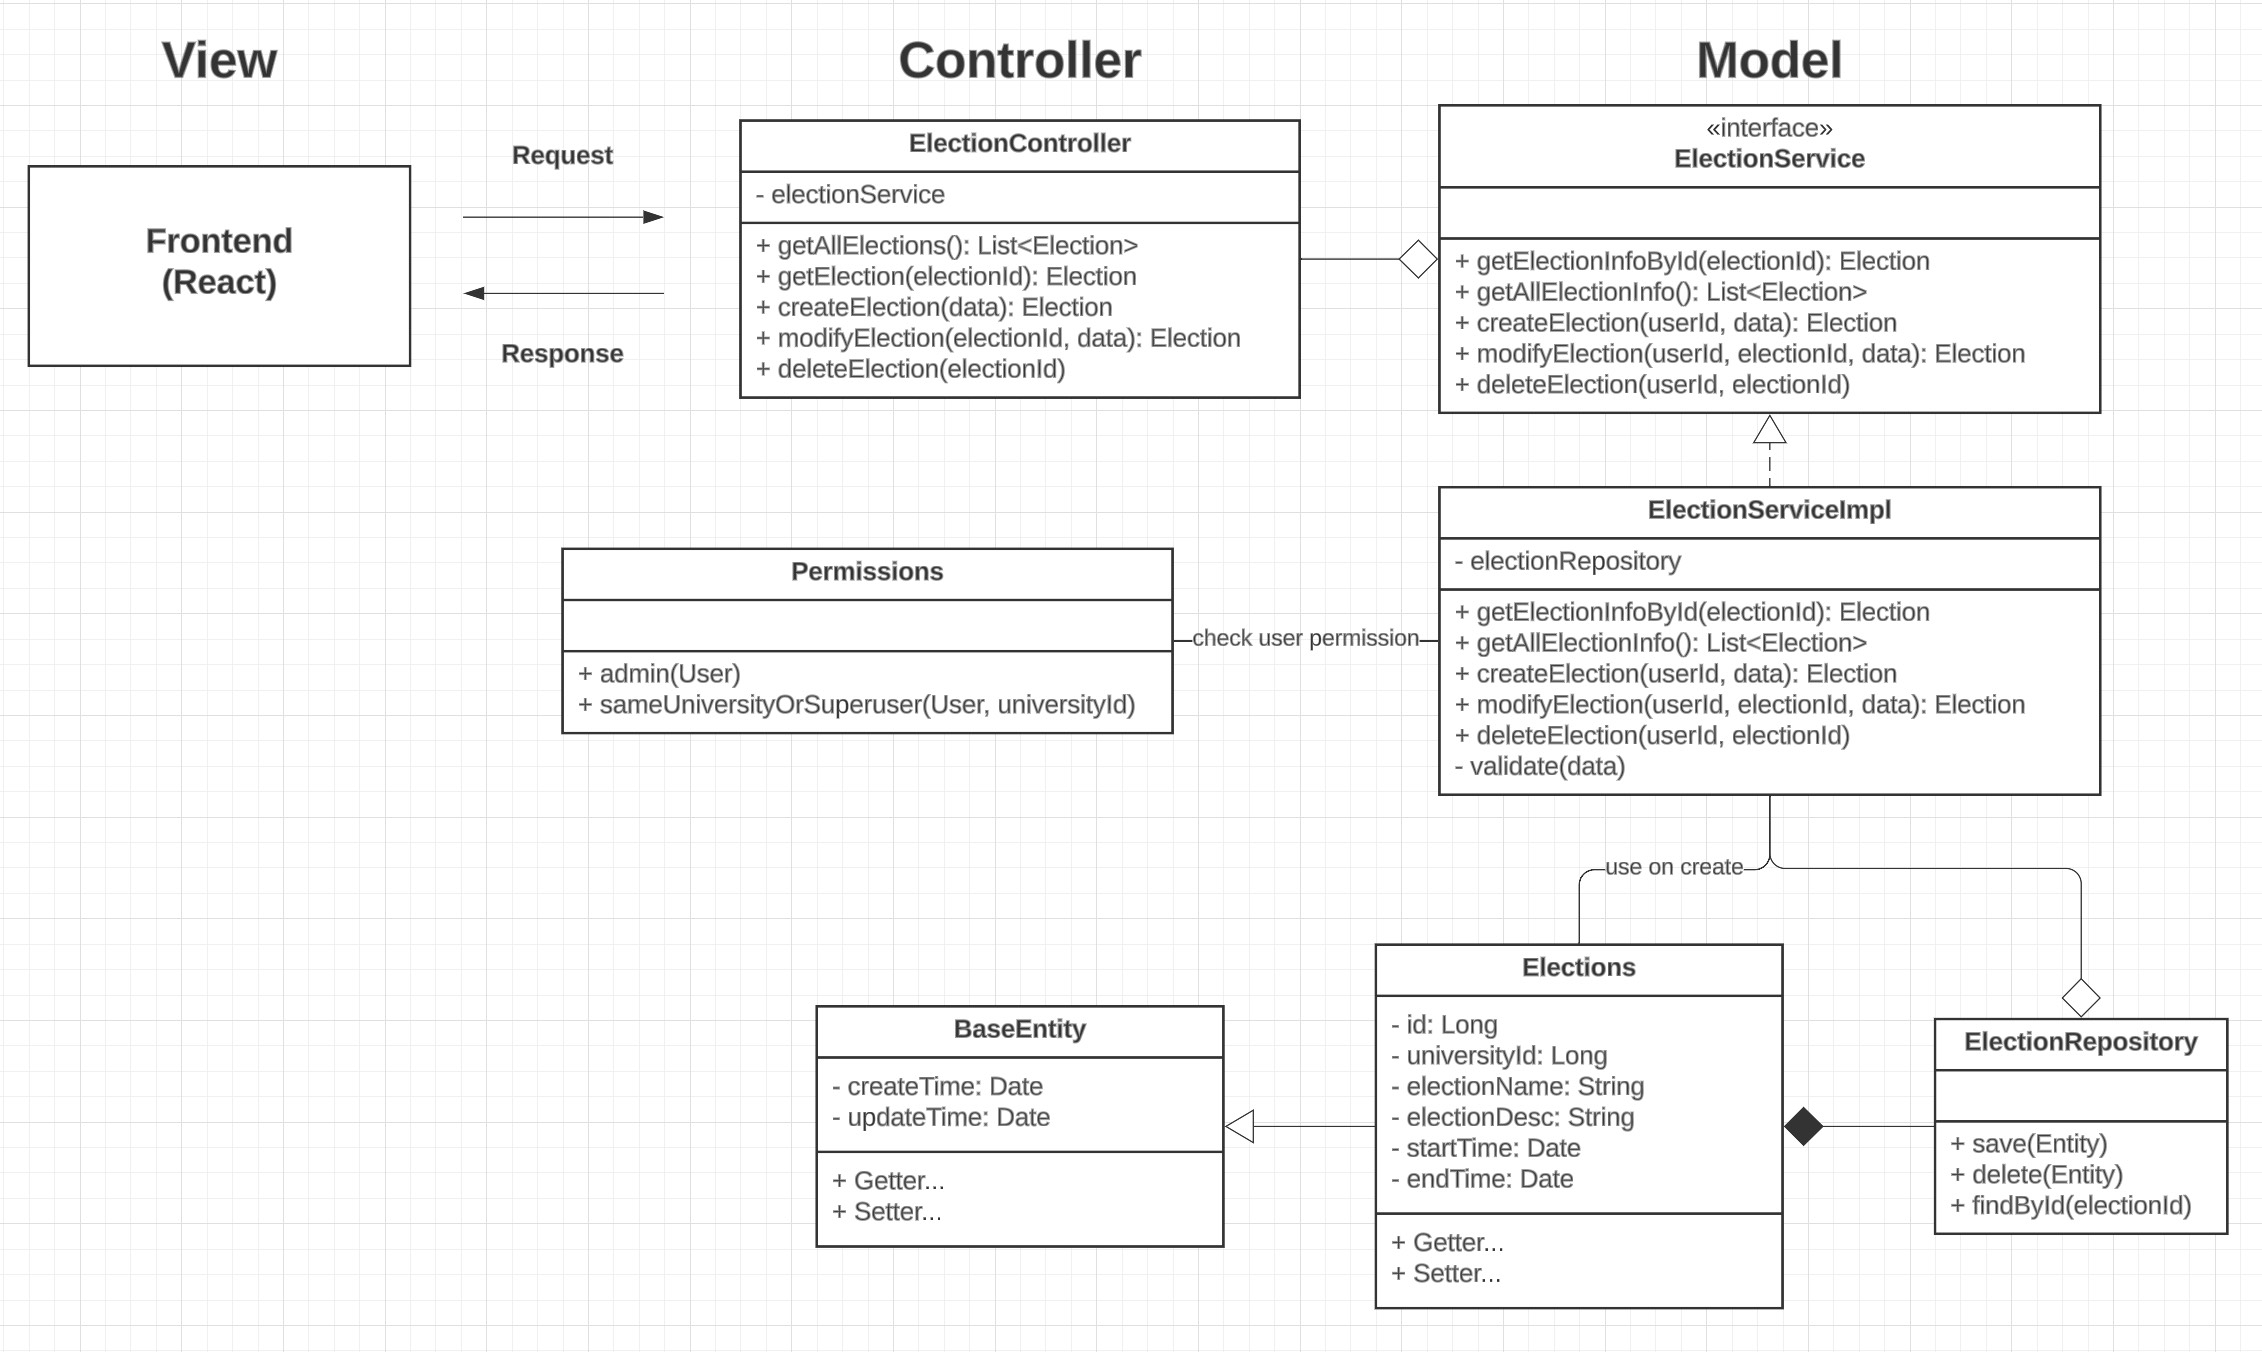 View
Controller
Model
Frontend
(React)
Request
Response
ElectionController
- electionService
+ getAllElections(): List<Election>
+ getElection(electionId): Election
+ createElection(data): Election
+ modifyElection(electionId, data): Election
+ deleteElection(electionId)
«interface»
ElectionService
+ getElectionInfoById(electionId): Election
+ getAllElectionInfo(): List<Election>
+ createElection(userId, data): Election
+ modifyElection(userId, electionId, data): Election
+ deleteElection(userId, electionId)
Permissions
+ admin(User)
+ sameUniversityOrSuperuser(User, universityId)
check user permission
ElectionServiceImpl
- electionRepository
+ getElectionInfoById(electionId): Election
+ getAllElectionInfo(): List<Election>
+ createElection(userId, data): Election
+ modifyElection(userId, electionId, data): Election
+ deleteElection(userId, electionId)
- validate(data)
use on create
BaseEntity
- createTime: Date
- updateTime: Date
+ Getter...
+ Setter...
Elections
- id: Long
- universityId: Long
- electionName: String
- electionDesc: String
- startTime: Date
- endTime: Date
+ Getter...
+ Setter...
ElectionRepository
+ save(Entity)
+ delete(Entity)
+ findById(electionId)